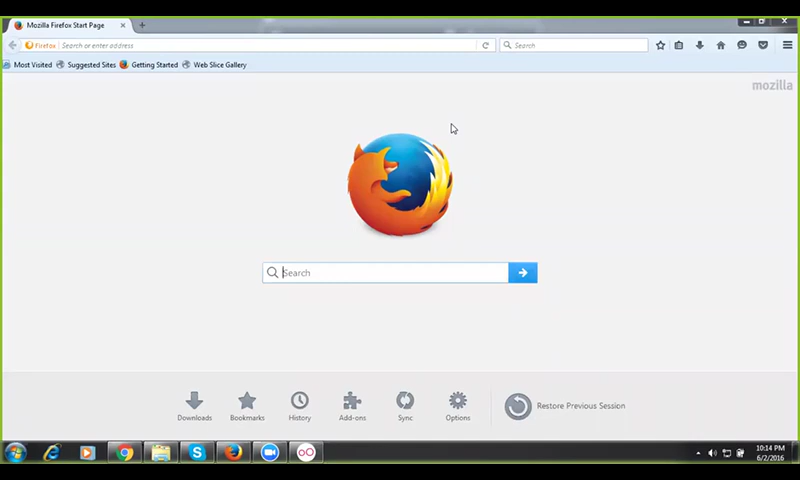 Mozilla Firefox Start Page
Firefox Search or enter address
Search
Most Visited Suggested Sites Getting Started Web Slice Gallery
mozilla
Search
Downloads Bookmarks History Add-ons Sync Options Restore Previous Session
10:14 PM
6/2/2016